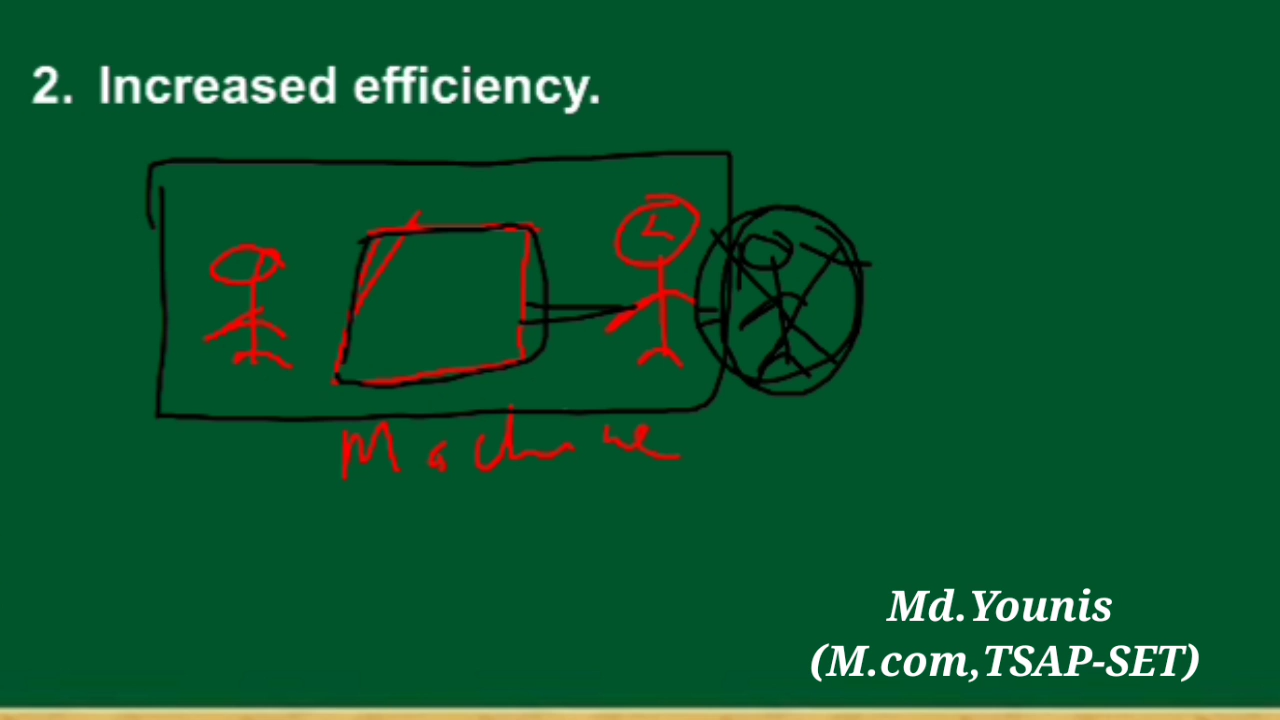 2. Increased efficiency.
L
Machine
Md.Younis
(M.com,TSAP-SET)